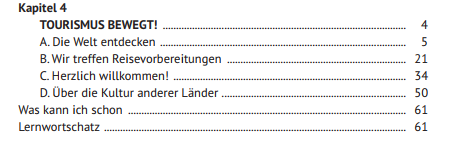 Kapitel 4
TOURISMUS BEWEGT! ........................................................................ 4
A. Die Welt entdecken ........................................................................ 5
B. Wir treffen Reisevorbereitungen ...................................................... 21
C. Herzlich willkommen! .................................................................... 34
D. Über die Kultur anderer Länder ...................................................... 50
Was kann ich schon ............................................................................ 61
Lernwortschatz .................................................................................. 61